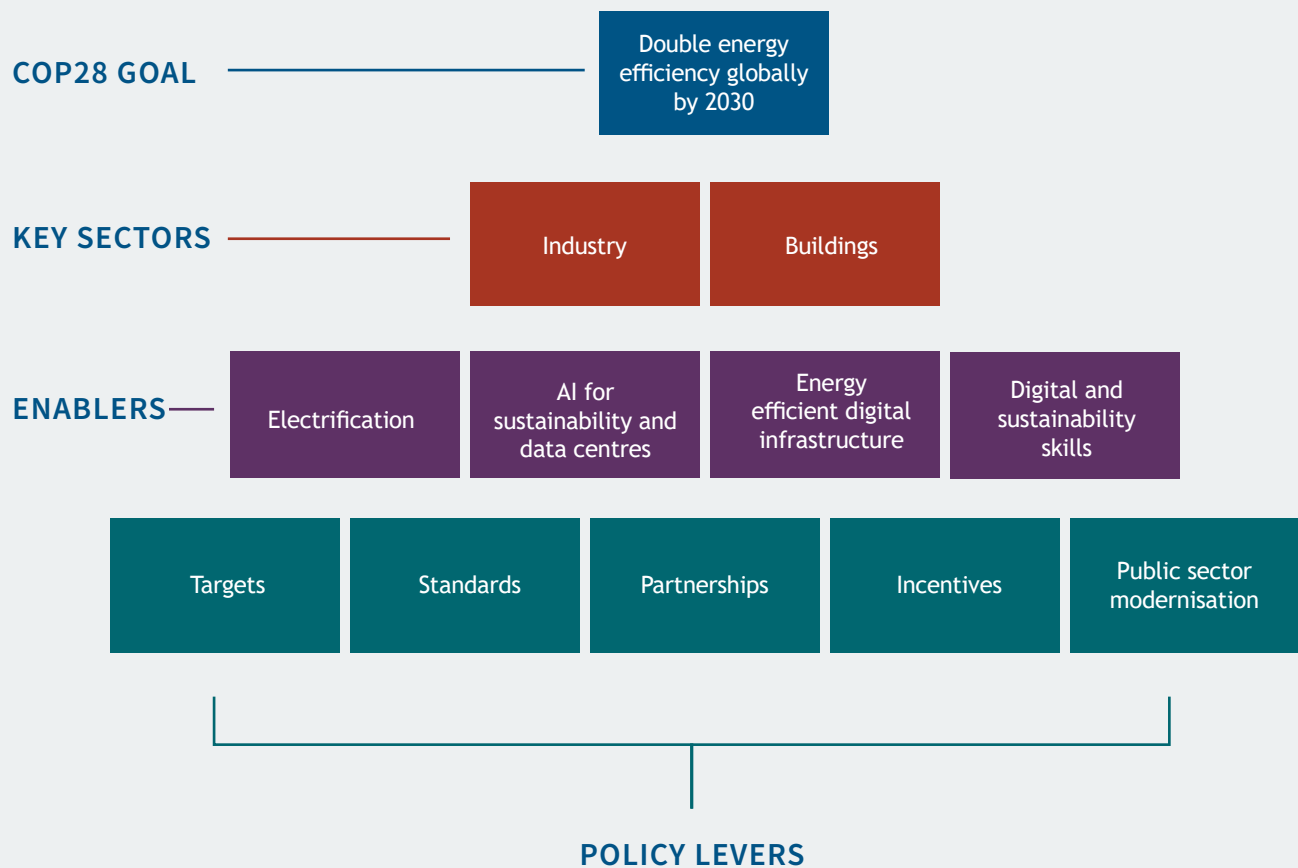 COP28 GOAL
Double energy
efficiency globally
by 2030
KEY SECTORS
Industry
Buildings
ENABLERS
Electrification
AI for
sustainability and
data centres
Energy
efficient digital
infrastructure
Digital and
sustainability
skills
Targets
Standards
Partnerships
Incentives
Public sector
modernisation
POLICY LEVERS